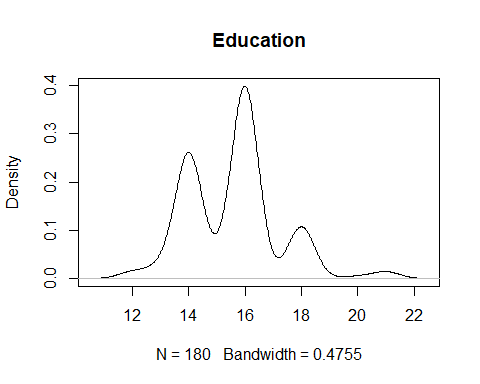 Education
Density
0.0 0.1 0.2 0.3 0.4
12 14 16 18 20 22
N = 180 Bandwidth = 0.4755